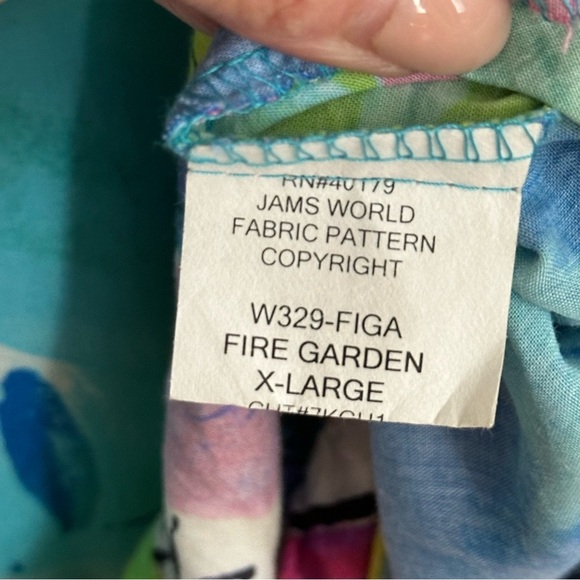 RN#40179
JAMS WORLD
FABRIC PATTERN
COPYRIGHT
W329-FIGA
FIRE GARDEN
X-LARGE